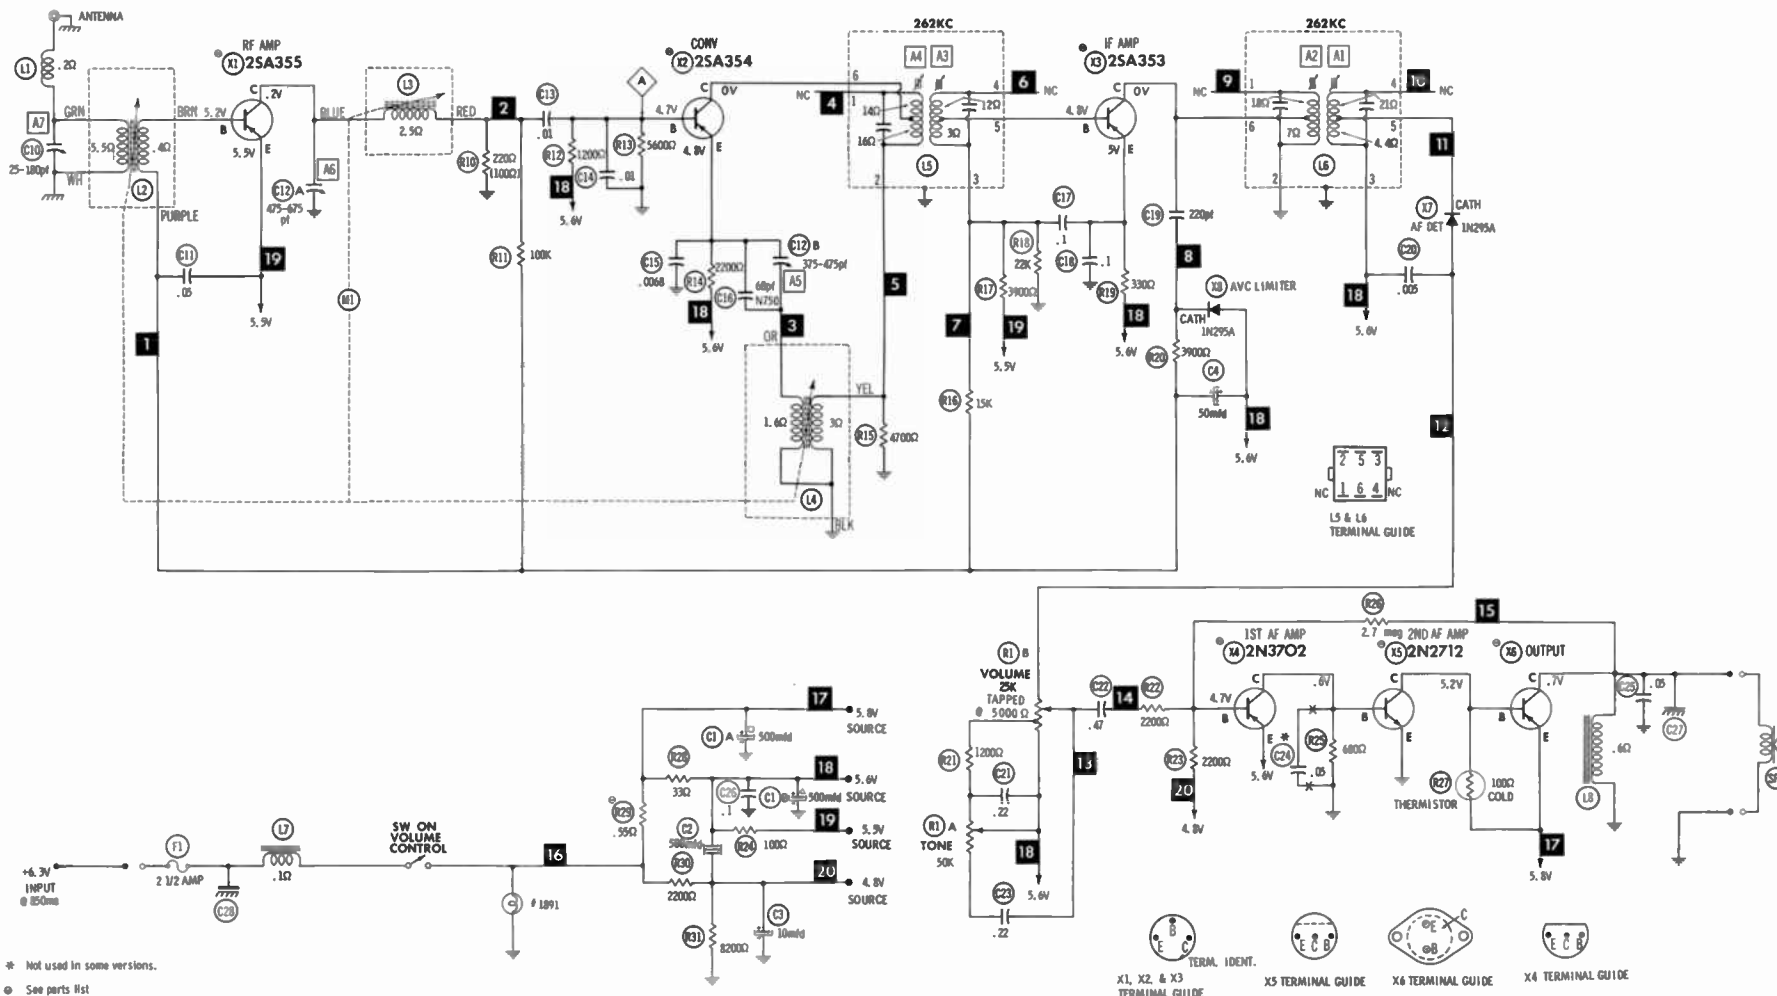 ANTENNA
L1
.2Ω
A7
C10
25-180pf
GRN
WH
5.5Ω
.4Ω
L2
BRN
5.2V
PURPLE
RF AMP
X1 2SA355
C
.2V
B
E
5.5V
C11
.05
19
5.5V
1
BLUE
A6
C12 A
475-675
pf
M1
L3
2.5Ω
RED
2
R10
220Ω
(100Ω)
R11
100K
C13
.01
R12
1200Ω
18
5.6V
C14
.01
R13
5600Ω
A
CONV
X2 2SA354
4.7V
C
0V
B
E
4.8V
C15
.0068
R14
2200Ω
18
5.6V
C16
68pf
N750
C12 B
375-475pf
A5
3
OR
1.6Ω
3Ω
L4
YEL
BLK
R15
4700Ω
5
262KC
A4
A3
6
NC
4
1
14Ω
16Ω
2
12Ω
3Ω
4
6
NC
5
L5
3
7
R16
15K
R17
3900Ω
19
5.5V
R18
22K
C17
.1
C18
.1
R19
330Ω
18
5.6V
IF AMP
X3 2SA353
4.8V
C
0V
B
E
5V
C19
220pf
8
X8 AVC LIMITER
CATH
1N295A
R20
3900Ω
C4
50mfd
18
5.6V
262KC
A2
A1
9
NC
1
18Ω
6
7Ω
2
21Ω
4.4Ω
4
10
NC
5
L6
3
11
X7
AF DET
CATH
1N295A
C20
.005
18
5.6V
12
2 5 3
NC 1 6 4 NC
L5 & L6
TERMINAL GUIDE
R1 B
VOLUME
25K
TAPPED
@ 5000Ω
R21
1200Ω
C21
.22
R1 A
TONE
50K
C23
.22
18
5.6V
13
C22
.47
14
R22
2200Ω
R23
2200Ω
20
4.8V
R26
2.7 meg
15
1ST AF AMP
X4 2N3702
4.7V
C
.6V
B
E
5.6V
C24
*
.05
R25
680Ω
2ND AF AMP
X5 2N2712
C
5.2V
B
E
R27
THERMISTOR
100Ω
COLD
X6 OUTPUT
C
.7V
B
E
17
5.8V
L8
.6Ω
C25
.05
C27
+6.3V
INPUT
@ 850ma
F1
2 1/2 AMP
C28
L7
.1Ω
SW ON
VOLUME
CONTROL
# 1891
16
R29
.55Ω
R28
33Ω
C1 A
500mfd
17
5.8V
SOURCE
C26
.1
C1 B
500mfd
18
5.6V
SOURCE
C2
500mfd
R24
100Ω
19
5.5V
SOURCE
R30
2200Ω
20
4.8V
SOURCE
R31
8200Ω
C3
10mfd
* Not used in some versions.
⊖ See parts list
B
E C
TERM. IDENT.
X1, X2, & X3
TERMINAL GUIDE
E C B
X5 TERMINAL GUIDE
E
C
B
X6 TERMINAL GUIDE
E C B
X4 TERMINAL GUIDE